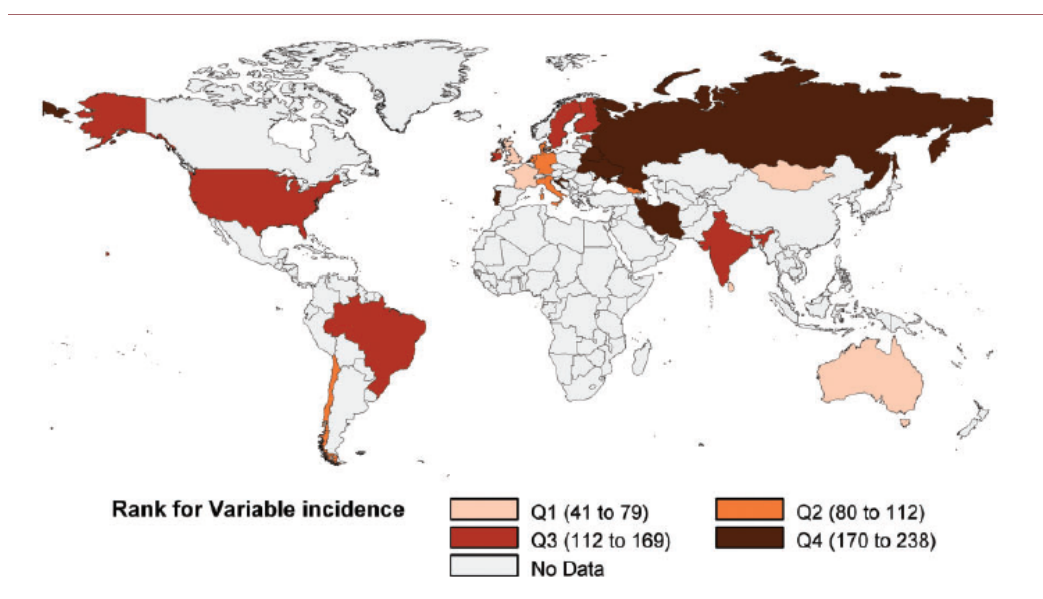 Rank for Variable incidence
Q1 (41 to 79)
Q2 (80 to 112)
Q3 (112 to 169)
Q4 (170 to 238)
No Data